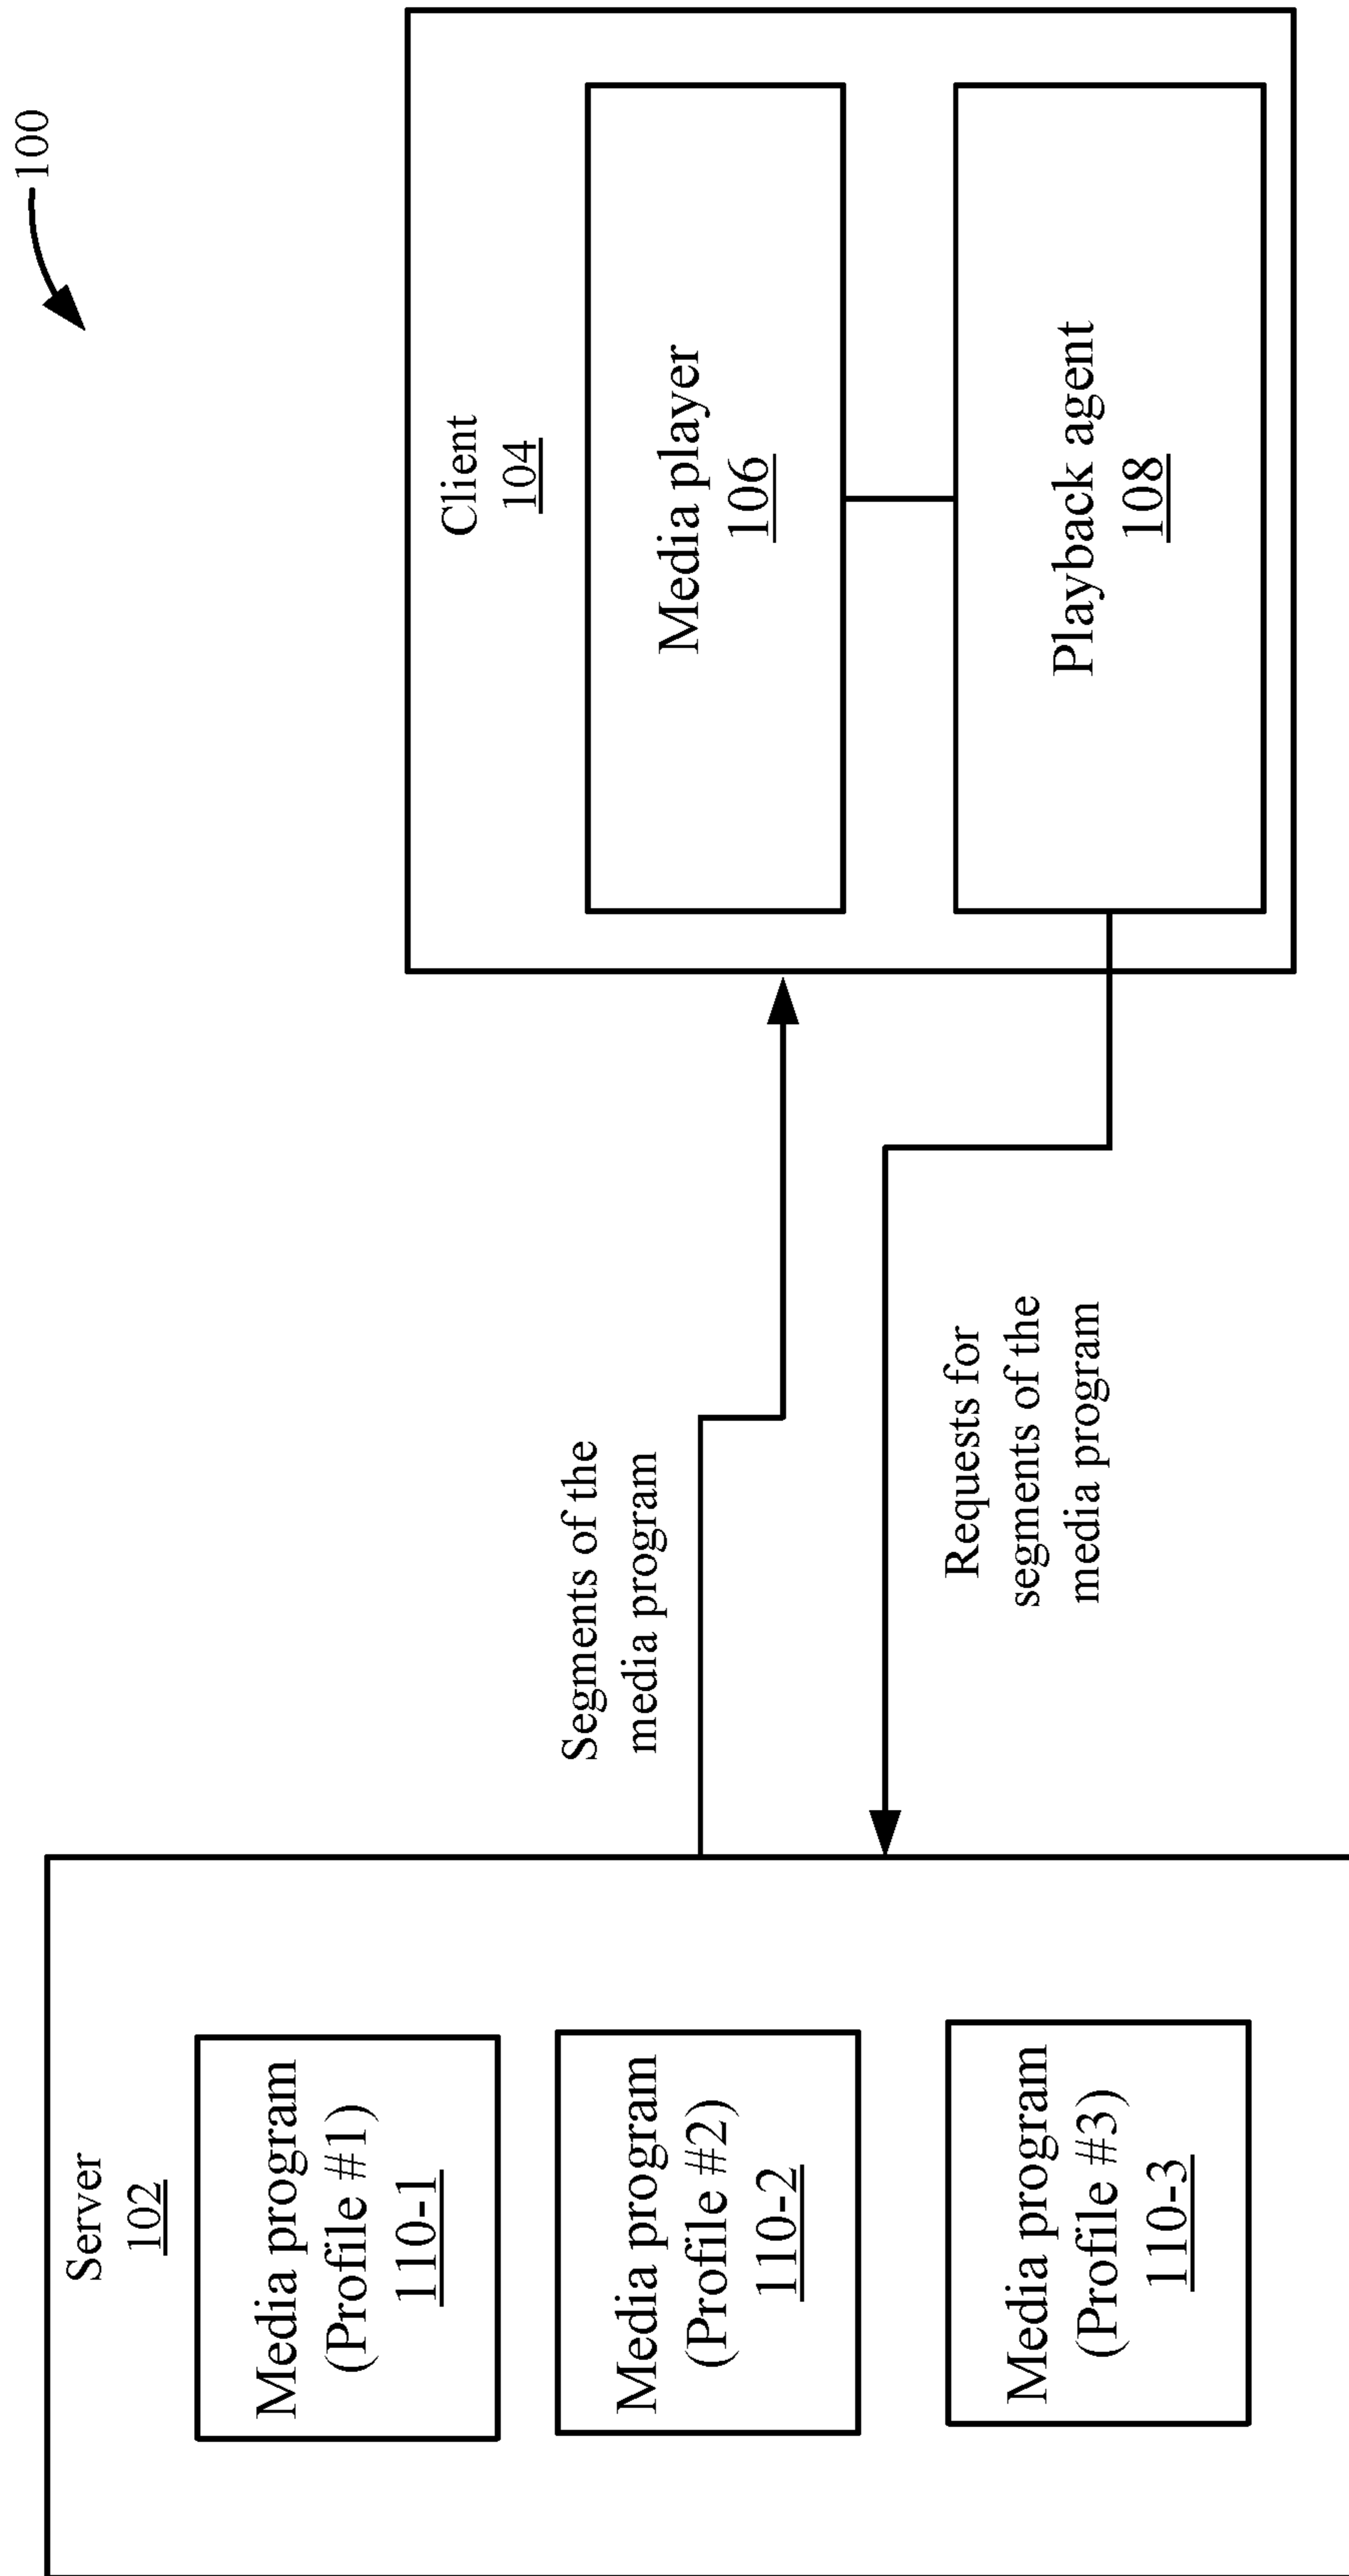 100
Server
102
Media program
(Profile #1)
110-1
Media program
(Profile #2)
110-2
Media program
(Profile #3)
110-3
Segments of the
media program
Requests for
segments of the
media program
Client
104
Media player
106
Playback agent
108